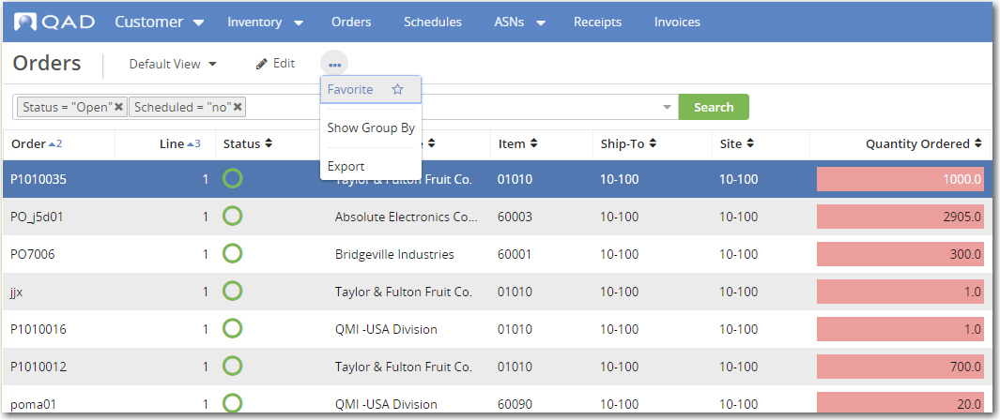 QAD Customer Inventory Orders Schedules ASNs Receipts Invoices
Orders Default View Edit
Favorite
Status = "Open" Scheduled = "no" Search
Show Group By
Order 2 Line 3 Status e Item Ship-To Site Quantity Ordered
Export
P1010035 1 Taylor & Fulton Fruit Co. 01010 10-100 10-100 1000.0
PO_j5d01 1 Absolute Electronics Co... 60003 10-100 10-100 2905.0
PO7006 1 Bridgeville Industries 60001 10-100 10-100 300.0
jjx 1 Taylor & Fulton Fruit Co. 01010 10-100 10-100 1.0
P1010016 1 QMI -USA Division 01010 10-100 10-100 1.0
P1010012 1 Taylor & Fulton Fruit Co. 01010 10-100 10-100 700.0
poma01 1 QMI -USA Division 60090 10-100 10-100 20.0